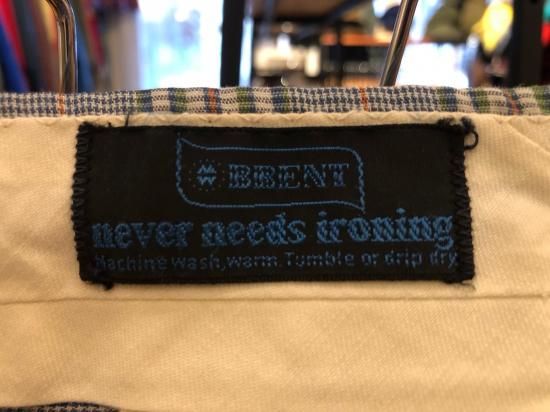 BRENT
never needs ironing
Machine wash, warm. Tumble or drip dry